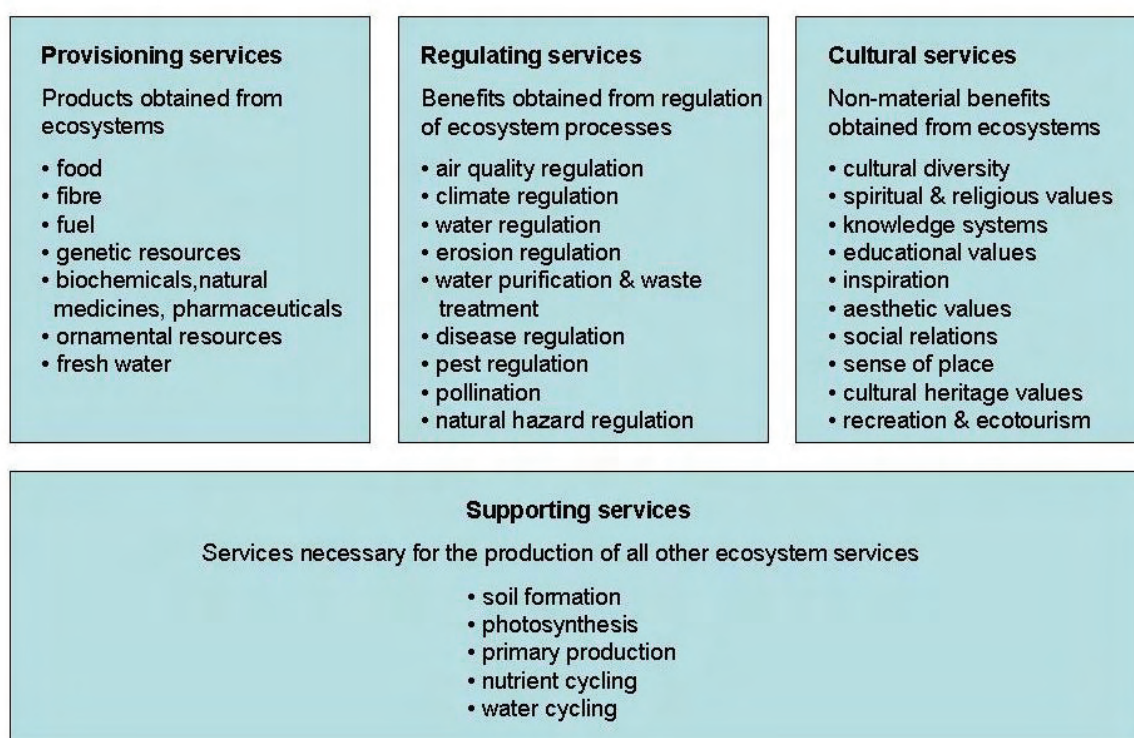 Provisioning services
Products obtained from
ecosystems
• food
• fibre
• fuel
• genetic resources
• biochemicals,natural
medicines, pharmaceuticals
• ornamental resources
• fresh water
Regulating services
Benefits obtained from regulation
of ecosystem processes
• air quality regulation
• climate regulation
• water regulation
• erosion regulation
• water purification & waste
treatment
• disease regulation
• pest regulation
• pollination
• natural hazard regulation
Cultural services
Non-material benefits
obtained from ecosystems
• cultural diversity
• spiritual & religious values
• knowledge systems
• educational values
• inspiration
• aesthetic values
• social relations
• sense of place
• cultural heritage values
• recreation & ecotourism
Supporting services
Services necessary for the production of all other ecosystem services
• soil formation
• photosynthesis
• primary production
• nutrient cycling
• water cycling